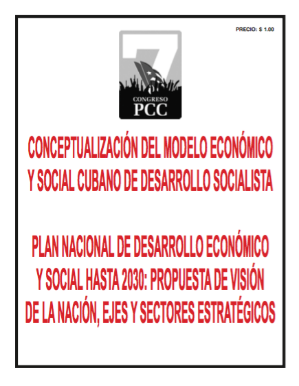 PRECIO: $ 1.00
7
CONGRESO
PCC
CONCEPTUALIZACIÓN DEL MODELO ECONÓMICO
Y SOCIAL CUBANO DE DESARROLLO SOCIALISTA
PLAN NACIONAL DE DESARROLLO ECONÓMICO
Y SOCIAL HASTA 2030: PROPUESTA DE VISIÓN
DE LA NACIÓN, EJES Y SECTORES ESTRATÉGICOS